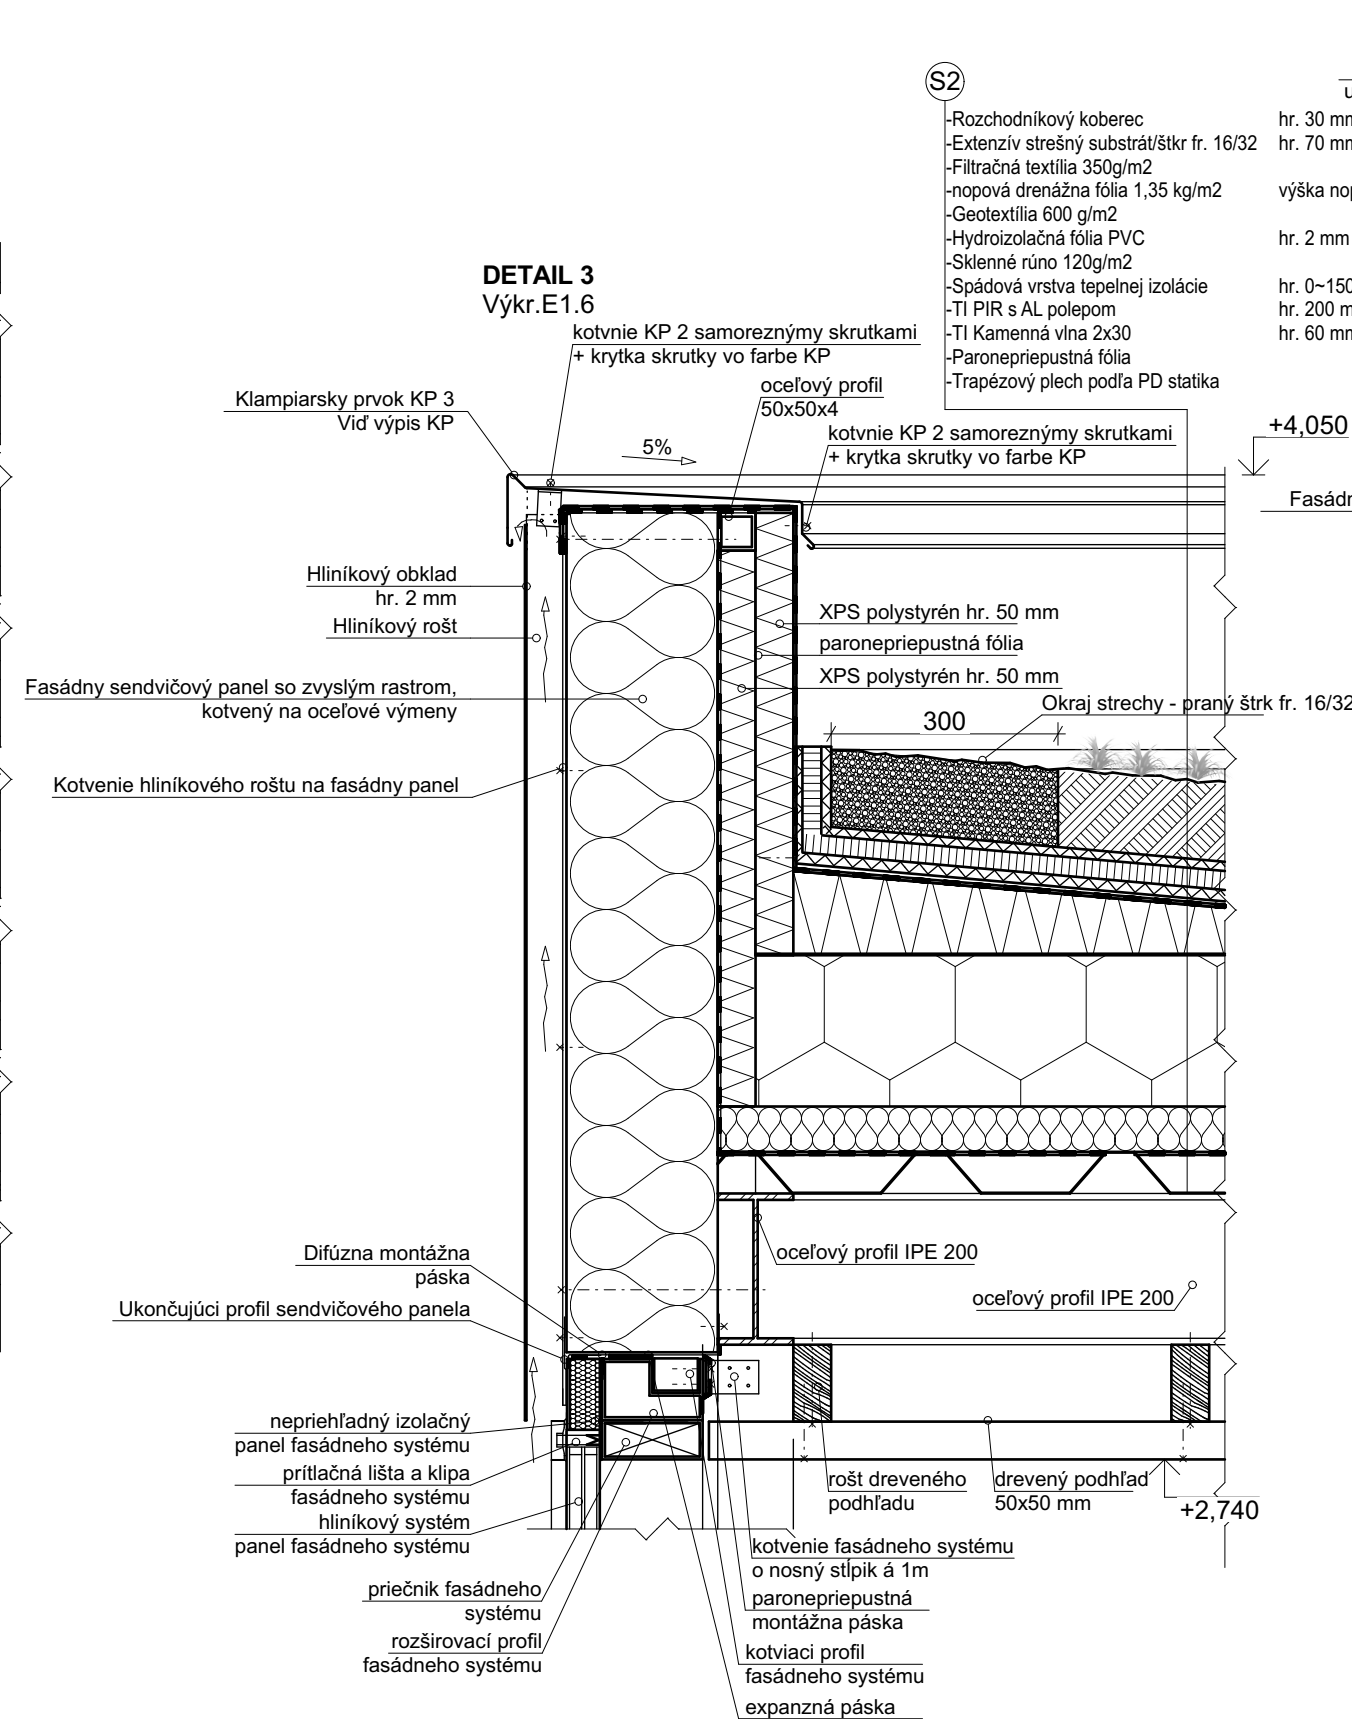 S2
-Rozchodníkový koberec hr. 30 mm
-Extenzív strešný substrát/štkr fr. 16/32 hr. 70 mm
-Filtračná textília 350g/m2
-nopová drenážna fólia 1,35 kg/m2 výška
-Geotextília 600 g/m2
-Hydroizolačná fólia PVC hr. 2 mm
-Sklenné rúno 120g/m2
-Spádová vrstva tepelnej izolácie hr. 0~150
-TI PIR s AL polepom hr. 200
-TI Kamenná vlna 2x30 hr. 60 mm
-Paronepriepustná fólia
-Trapézový plech podľa PD statika
DETAIL 3
Výkr.E1.6
kotvnie KP 2 samoreznýmy skrutkami
+ krytka skrutky vo farbe KP
Klampiarsky prvok KP 3
Viď výpis KP
oceľový profil
50x50x4
kotvnie KP 2 samoreznýmy skrutkami
+ krytka skrutky vo farbe KP
+4,050
5%
Hliníkový obklad
hr. 2 mm
Hliníkový rošt
XPS polystyrén hr. 50 mm
paronepriepustná fólia
XPS polystyrén hr. 50 mm
Fasádny sendvičový panel so zvyslým rastrom,
kotvený na oceľové výmeny
Okraj strechy - praný štrk fr. 16/32
300
Kotvenie hliníkového roštu na fasádny panel
Difúzna montážna
páska
Ukončujúci profil sendvičového panela
oceľový profil IPE 200
oceľový profil IPE 200
nepriehľadný izolačný
panel fasádneho systému
prítlačná lišta a klipa
fasádneho systému
hliníkový systém
panel fasádneho systému
priečnik fasádneho
systému
rozširovací profil
fasádneho systému
rošt dreveného
podhľadu
drevený podhľad
50x50 mm
+2,740
kotvenie fasádneho systému
o nosný stĺpik á 1m
paronepriepustná
montážna páska
kotviaci profil
fasádneho systému
expanzná páska